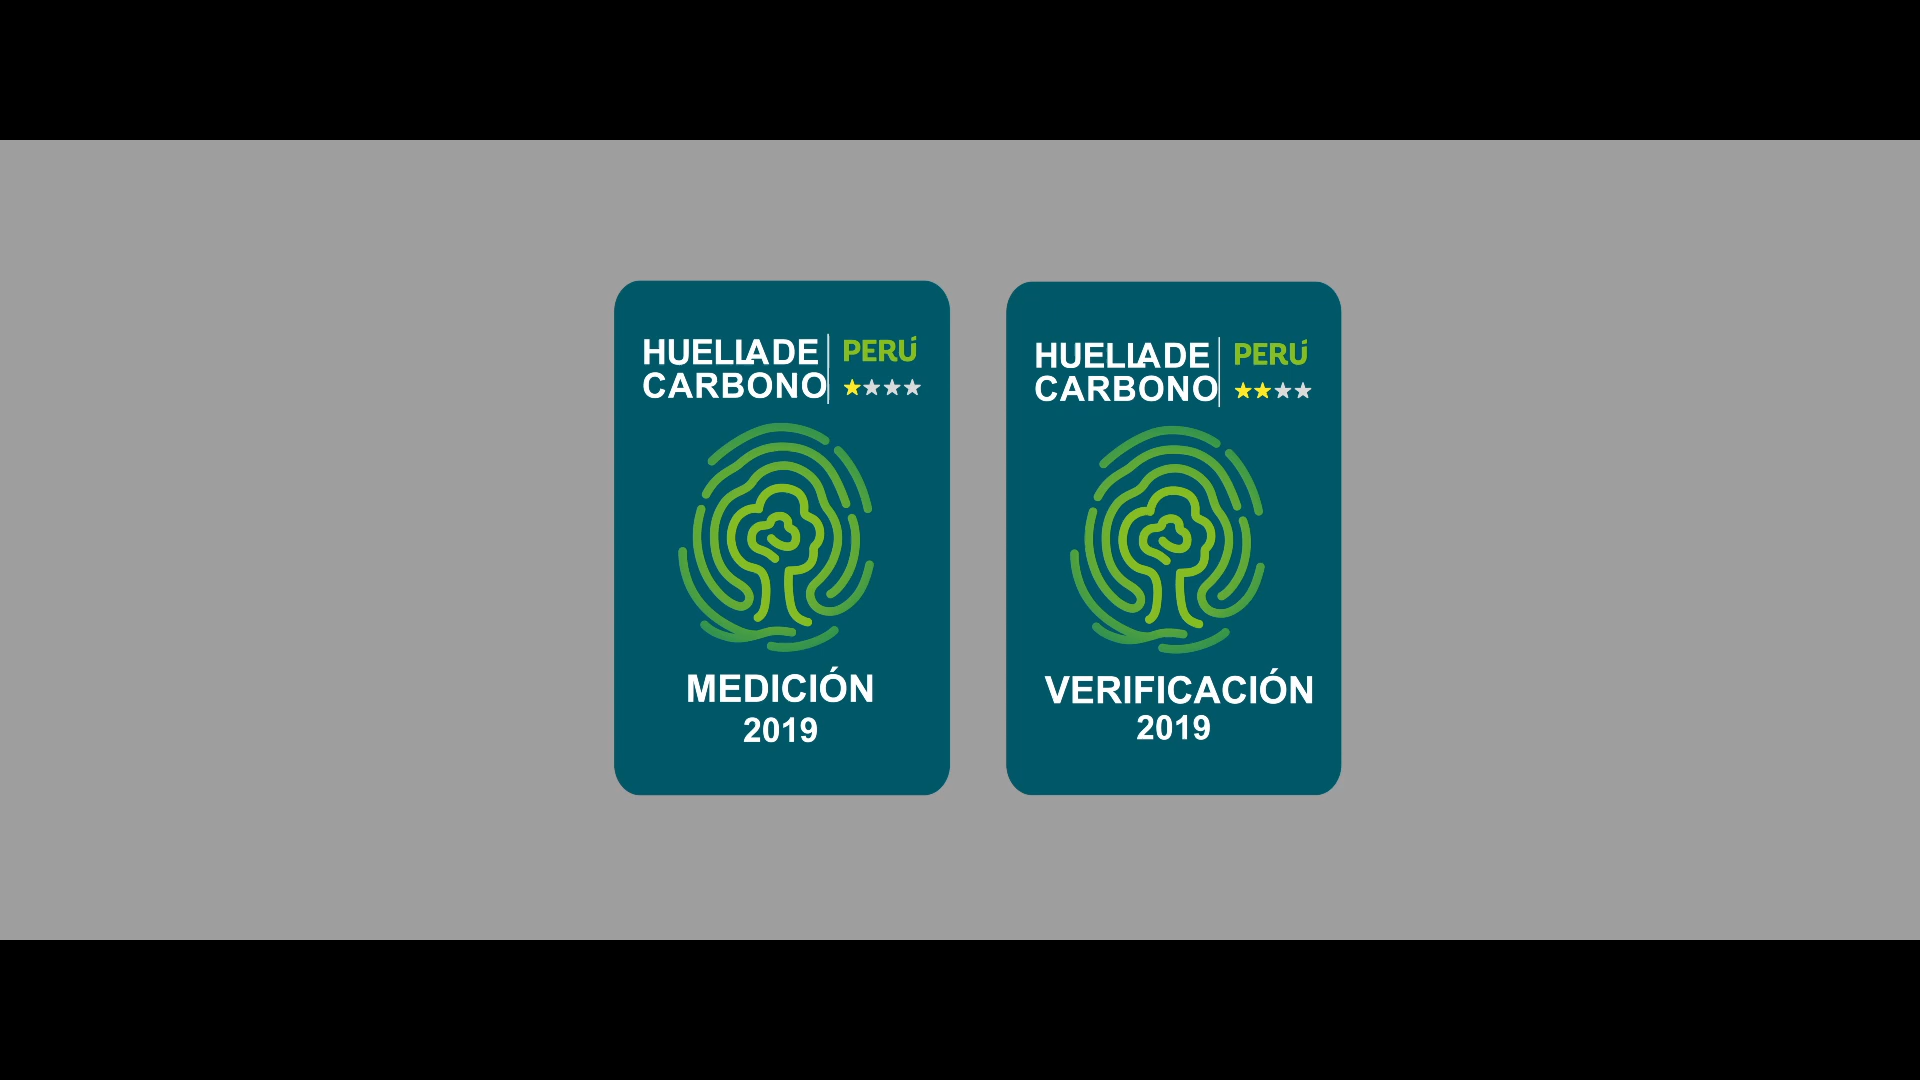 HUELLA DE
CARBONO
PERÚ
MEDICIÓN
2019
HUELLA DE
CARBONO
PERÚ
VERIFICACIÓN
2019